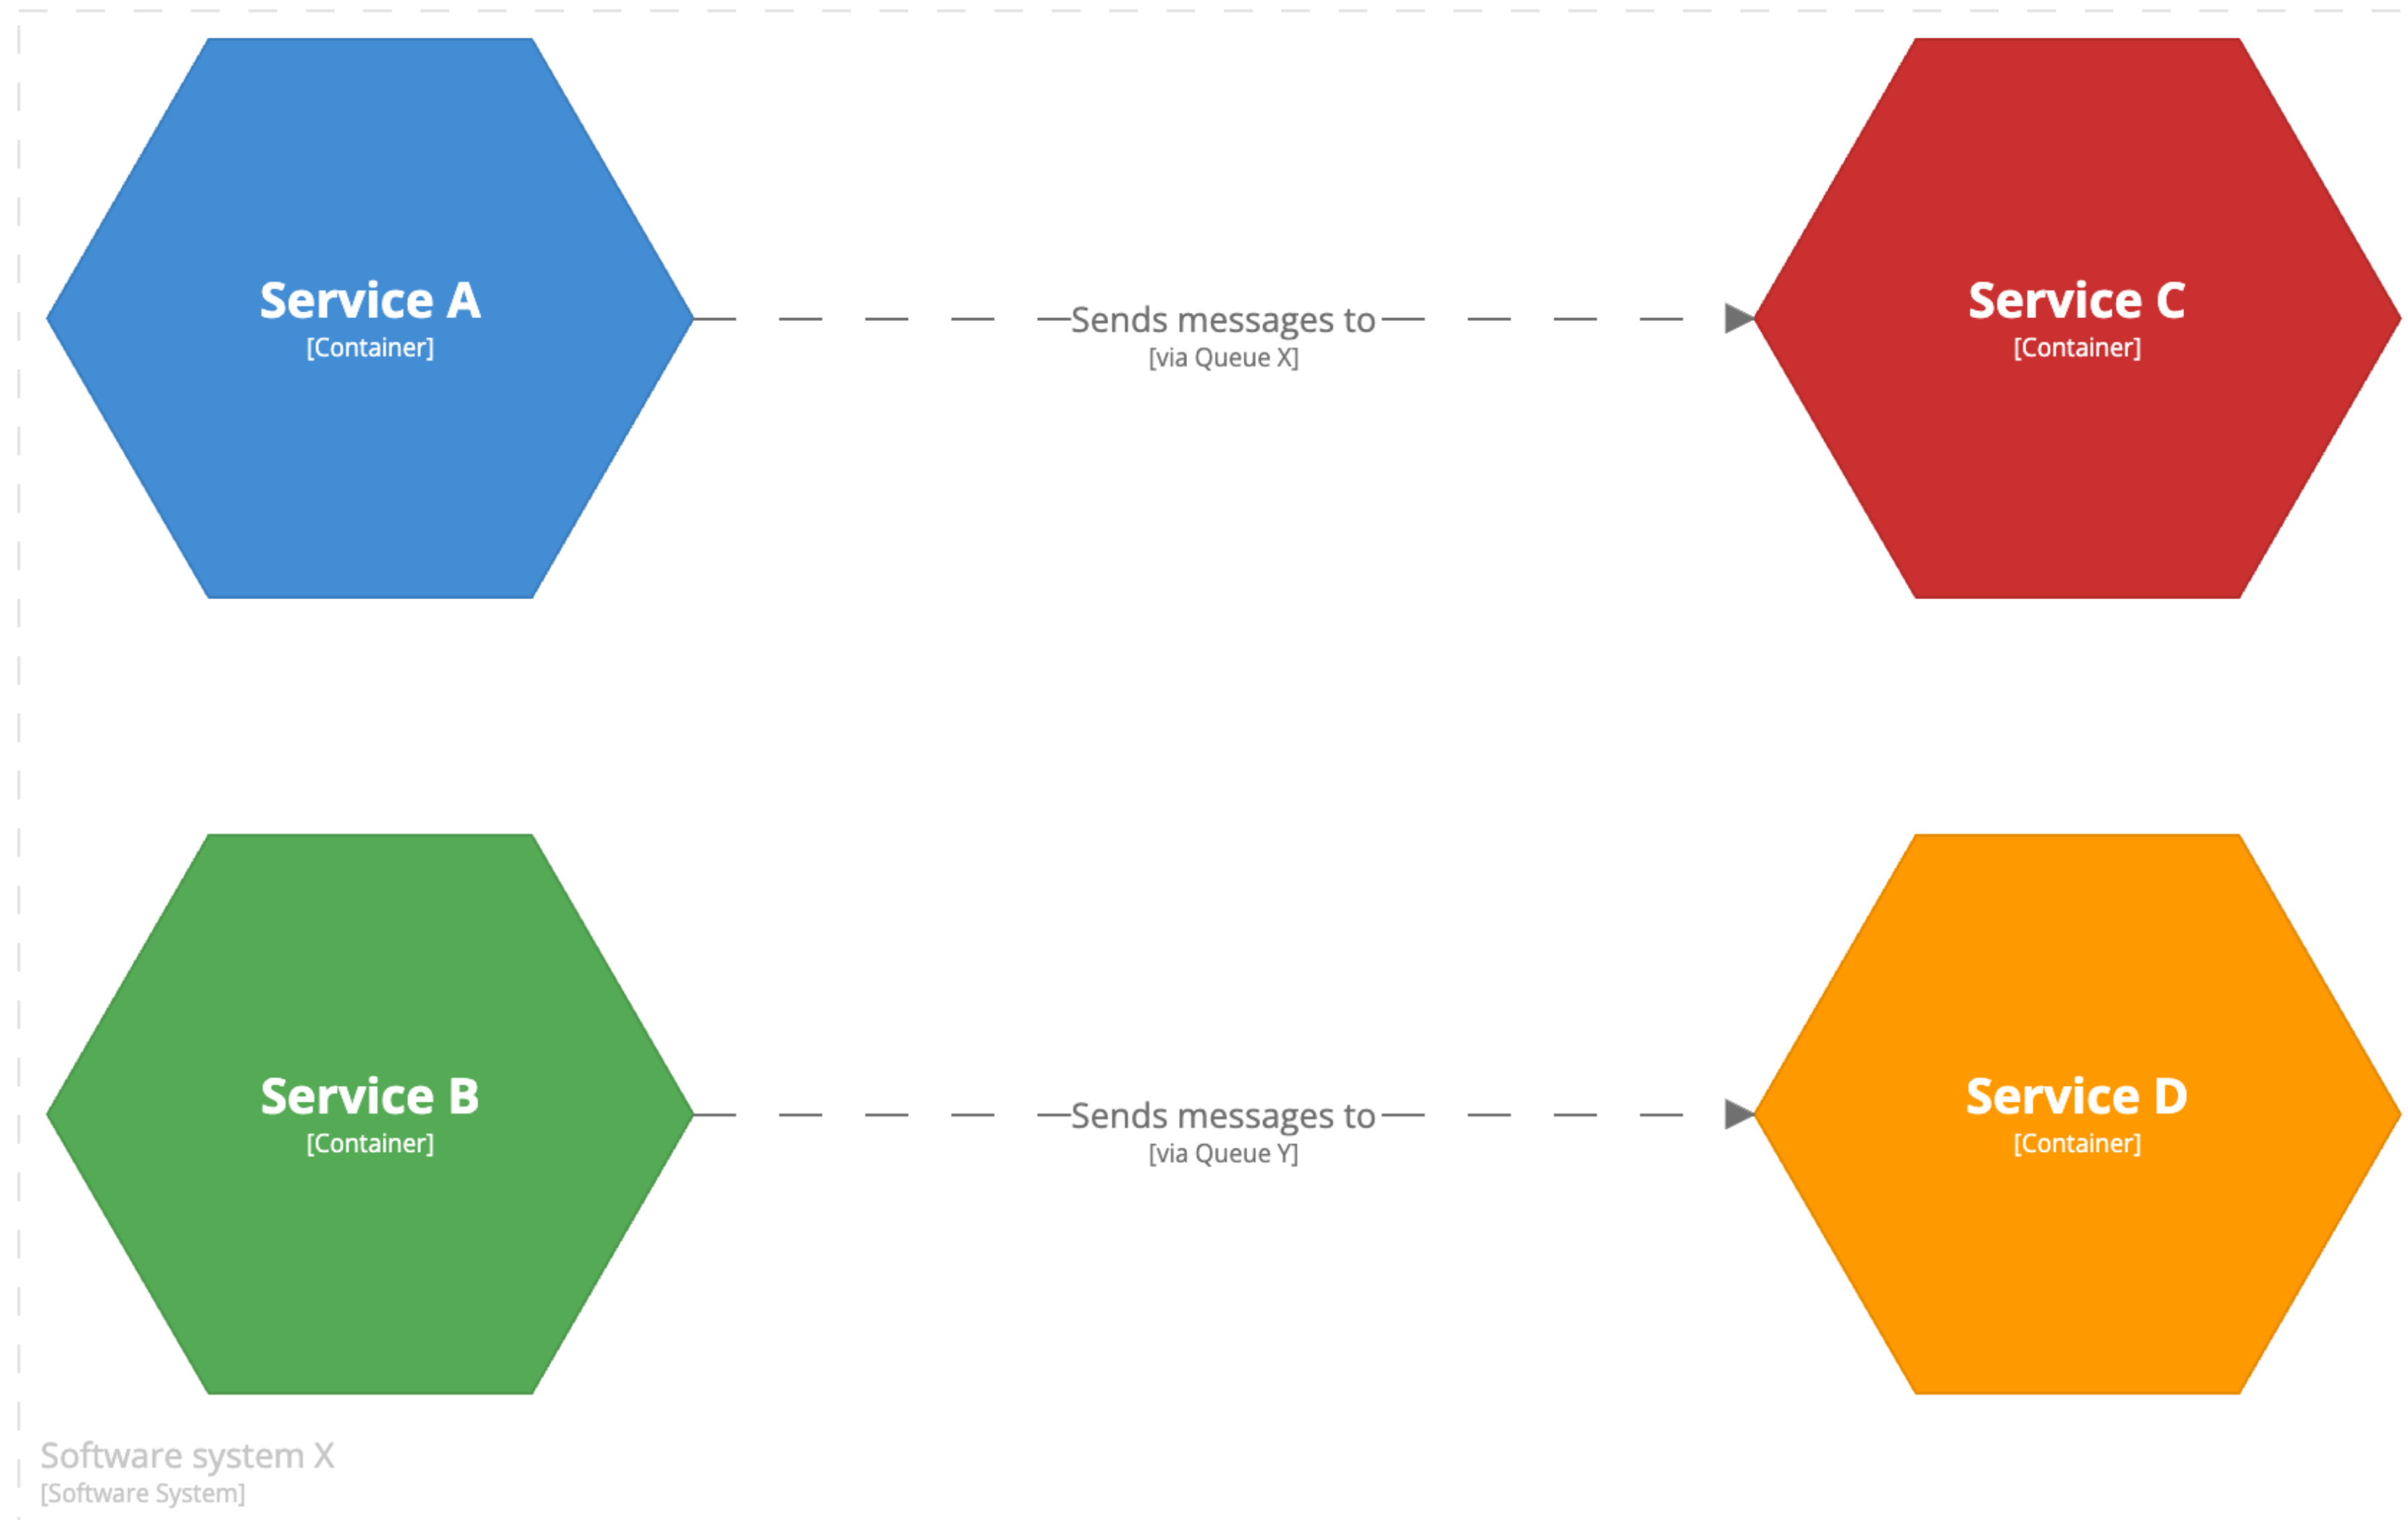 Service A
[Container]
Sends messages to
[via Queue X]
Service C
[Container]
Service B
[Container]
Sends messages to
[via Queue Y]
Service D
[Container]
Software system X
[Software System]